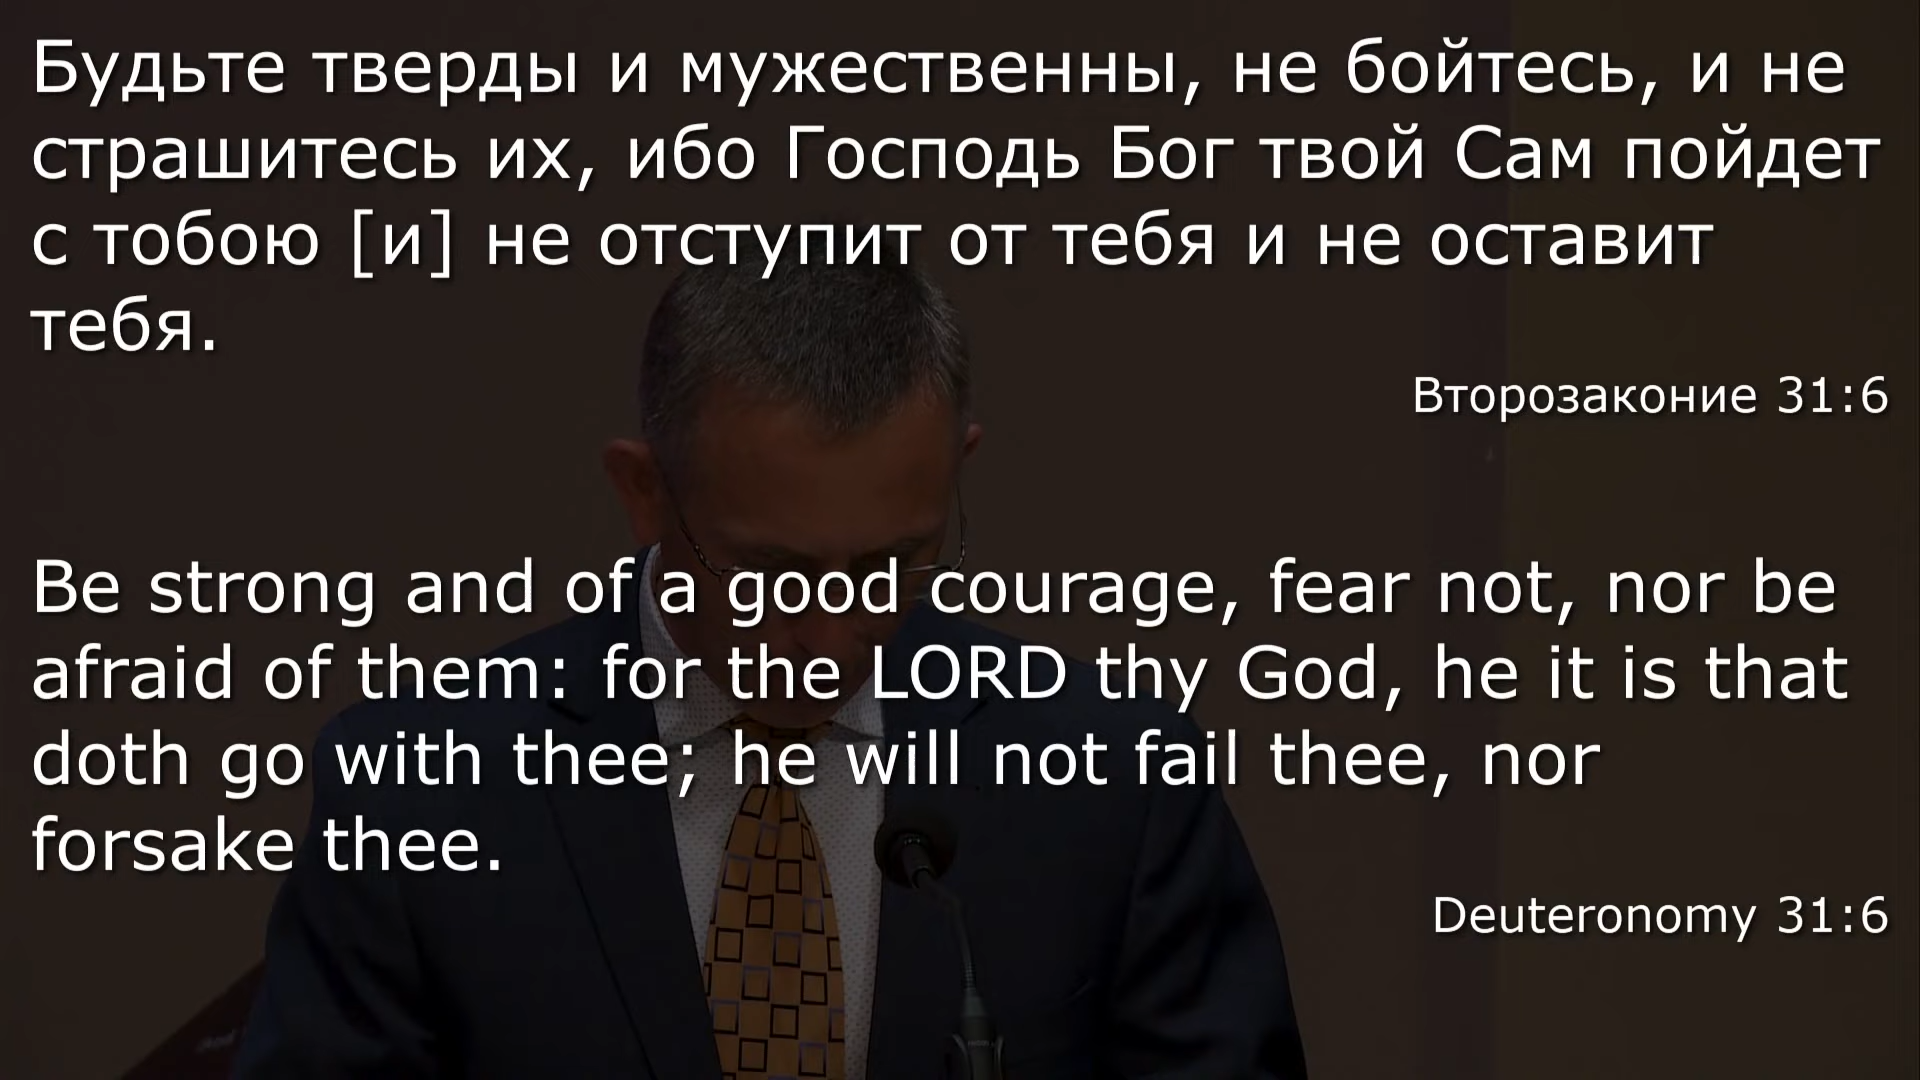 Будьте тверды и мужественны, не бойтесь, и не
страшитесь их, ибо Господь Бог твой Сам пойдет
с тобою [и] не отступит от тебя и не оставит
тебя.
Второзаконие 31:6
Be strong and of a good courage, fear not, nor be
afraid of them: for the LORD thy God, he it is that
doth go with thee; he will not fail thee, nor
forsake thee.
Deuteronomy 31:6